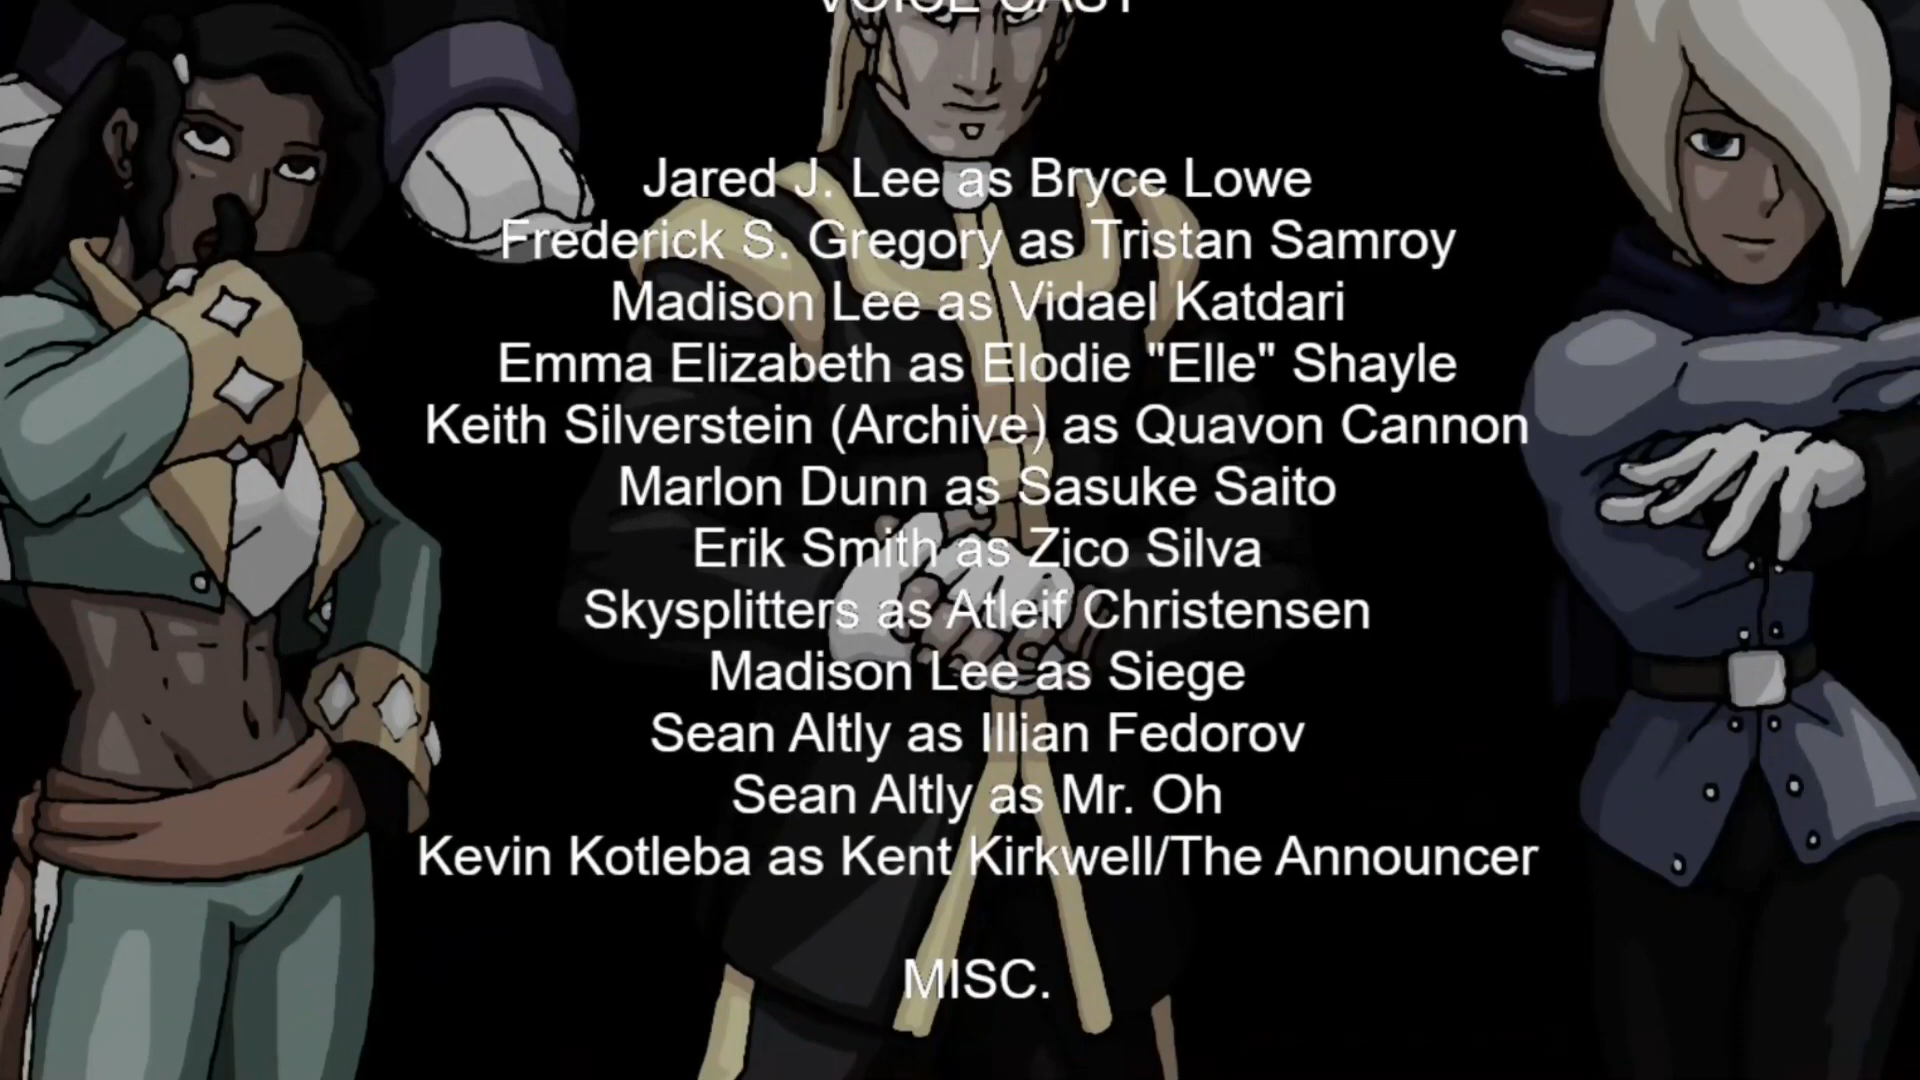 VOICE CAST
Jared J. Lee as Bryce Lowe
Frederick S. Gregory as Tristan Samroy
Madison Lee as Vidael Katdari
Emma Elizabeth as Elodie "Elle" Shayle
Keith Silverstein (Archive) as Quavon Cannon
Marlon Dunn as Sasuke Saito
Erik Smith as Zico Silva
Skysplitters as Atleif Christensen
Madison Lee as Siege
Sean Altly as Illian Fedorov
Sean Altly as Mr. Oh
Kevin Kotleba as Kent Kirkwell/The Announcer
MISC.